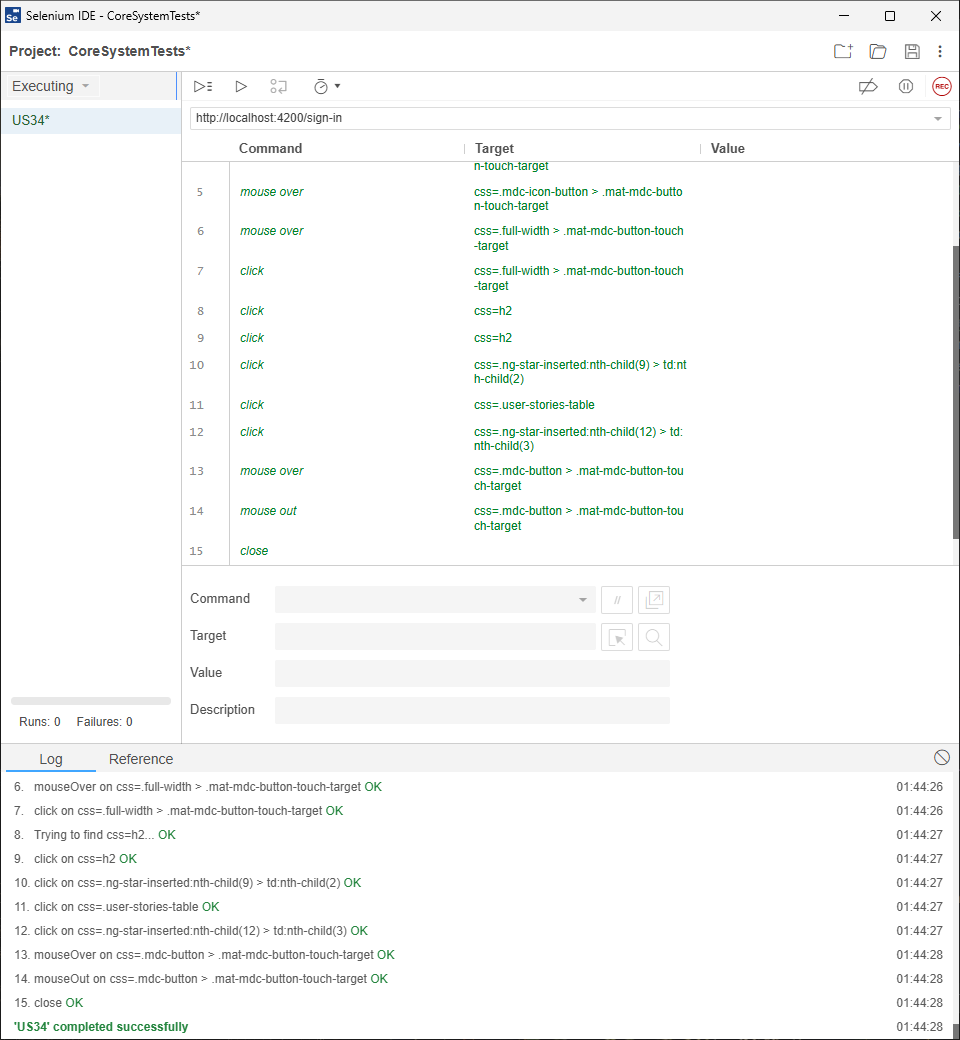 Se Selenium IDE - CoreSystemTests*
Project: CoreSystemTests*
Executing
REC
US34*
http://localhost:4200/sign-in
Command Target Value
n-touch-target
5 mouse over css=.mdc-icon-button > .mat-mdc-butto
n-touch-target
6 mouse over css=.full-width > .mat-mdc-button-touch
-target
7 click css=.full-width > .mat-mdc-button-touch
-target
8 click css=h2
9 click css=h2
10 click css=.ng-star-inserted:nth-child(9) > td:nt
h-child(2)
11 click css=.user-stories-table
12 click css=.ng-star-inserted:nth-child(12) > td:
nth-child(3)
13 mouse over css=.mdc-button > .mat-mdc-button-tou
ch-target
14 mouse out css=.mdc-button > .mat-mdc-button-tou
ch-target
15 close
Command //
Target
Value
Description
Runs: 0 Failures: 0
Log Reference
6. mouseOver on css=.full-width > .mat-mdc-button-touch-target OK 01:44:26
7. click on css=.full-width > .mat-mdc-button-touch-target OK 01:44:26
8. Trying to find css=h2... OK 01:44:27
9. click on css=h2 OK 01:44:27
10. click on css=.ng-star-inserted:nth-child(9) > td:nth-child(2) OK 01:44:27
11. click on css=.user-stories-table OK 01:44:27
12. click on css=.ng-star-inserted:nth-child(12) > td:nth-child(3) OK 01:44:27
13. mouseOver on css=.mdc-button > .mat-mdc-button-touch-target OK 01:44:28
14. mouseOut on css=.mdc-button > .mat-mdc-button-touch-target OK 01:44:28
15. close OK 01:44:28
'US34' completed successfully 01:44:28